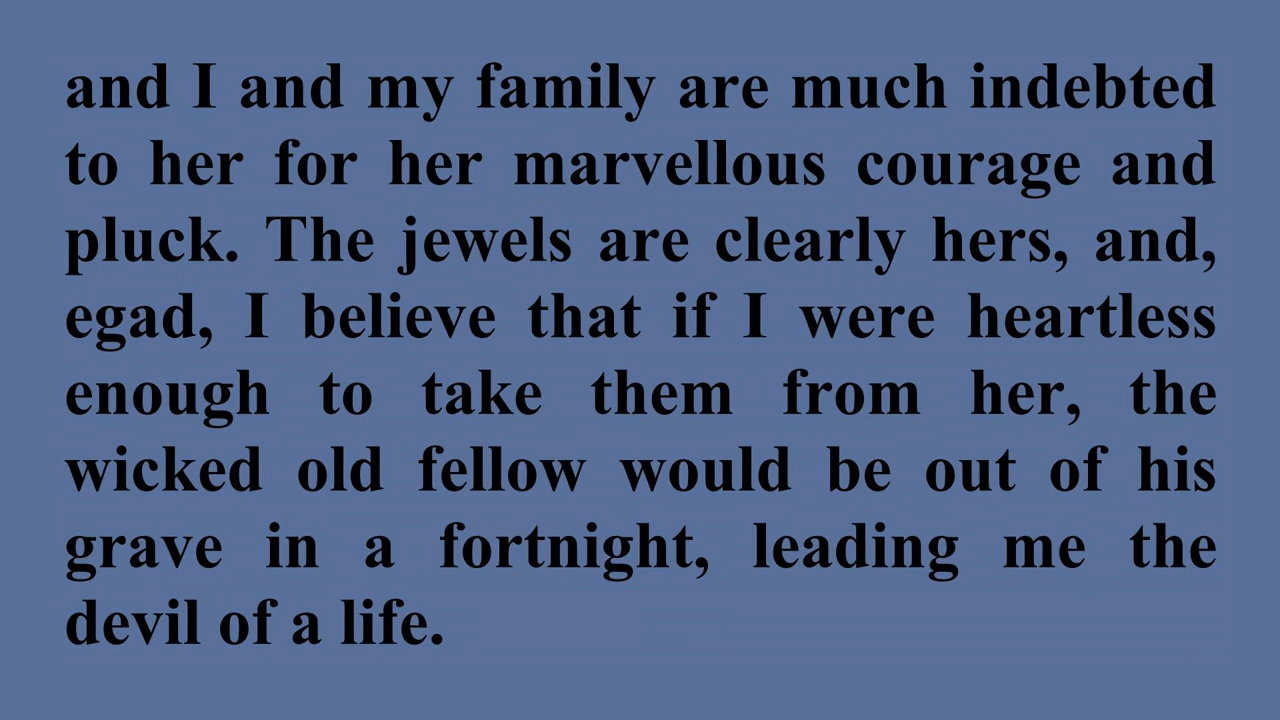 and I and my family are much indebted
to her for her marvellous courage and
pluck. The jewels are clearly hers, and,
egad, I believe that if I were heartless
enough to take them from her, the
wicked old fellow would be out of his
grave in a fortnight, leading me the
devil of a life.